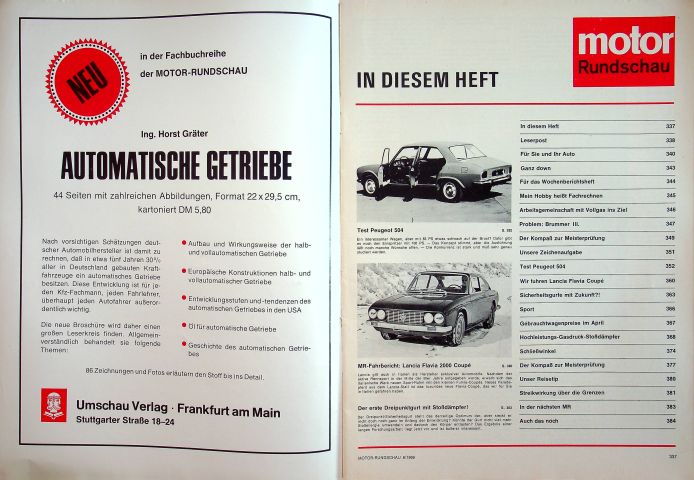 NEU
in der Fachbuchreihe
der MOTOR-RUNDSCHAU
Ing. Horst Gräter
AUTOMATISCHE GETRIEBE
44 Seiten mit zahlreichen Abbildungen, Format 22 x 29,5 cm,
kartoniert DM 5,80
Nach vorsichtigen Schätzungen deut-
scher Automobilhersteller ist damit zu
rechnen, daß in etwa fünf Jahren 30%
aller in Deutschland gebauten Kraft-
fahrzeuge ein automatisches Getriebe
besitzen. Diese Entwicklung ist für je-
den Kfz-Fachmann, jeden Fahrlehrer,
überhaupt jeden Autofahrer außeror-
dentlich wichtig.
Die neue Broschüre wird daher einen
großen Leserkreis finden. Allgemein-
verständlich behandelt sie folgende
Themen:
Aufbau und Wirkungsweise der halb-
und vollautomatischen Getriebe
Europäische Konstruktionen halb- und
vollautomatischer Getriebe
Entwicklungsstufen und -tendenzen des
automatischen Getriebes in den USA
Öl für automatische Getriebe
Geschichte des automatischen Getrie-
bes
86 Zeichnungen und Fotos erläutern den Stoff bis ins Detail.
Umschau Verlag · Frankfurt am Main
Stuttgarter Straße 18–24
motor
Rundschau
IN DIESEM HEFT
Test Peugeot 504
MR-Fahrbericht: Lancia Flavia 2000 Coupé
Der erste Dreipunktgurt mit Stoßdämpfer!
In diesem Heft 337
Leserpost 338
Für Sie und Ihr Auto 340
Ganz down 343
Für das Wochenberichtsheft 344
Mein Hobby heißt Fachrechnen 345
Arbeitsgemeinschaft mit Vollgas ins Ziel 346
Problem: Brummer III. 347
Der Kompaß zur Meisterprüfung 349
Unsere Zeichenaufgabe 351
Test Peugeot 504 352
Wir fuhren Lancia Flavia Coupé 360
Sicherheitsgurte mit Zukunft?! 363
Sport 366
Gebrauchtwagenpreise im April 367
Hochleistungs-Gasdruck-Stoßdämpfer 368
Schließwinkel 374
Der Kompaß zur Meisterprüfung 377
Unser Reisetip 380
Streikwirkung über die Grenzen 381
In der nächsten MR 383
Auch das noch 384
MOTOR-RUNDSCHAU 8/1969
337